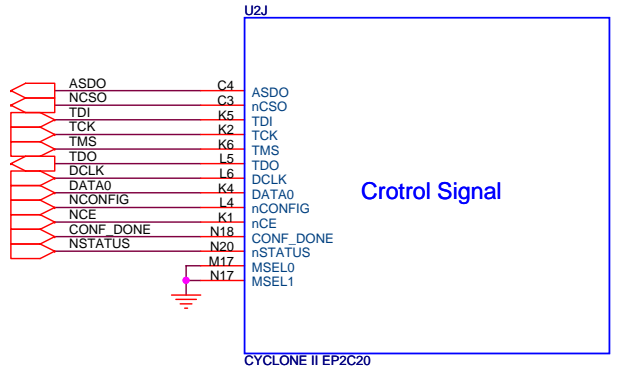 U2J
ASDO C4 ASDO
NCSO C3 nCSO
TDI K5 TDI
TCK K2 TCK
TMS K6 TMS
TDO L5 TDO
DCLK L6 DCLK
DATA0 K4 DATA0
NCONFIG L4 nCONFIG
NCE K1 nCE
CONF_DONE N18 CONF_DONE
NSTATUS N20 nSTATUS
M17 MSEL0
N17 MSEL1
Crotrol Signal
CYCLONE II EP2C20